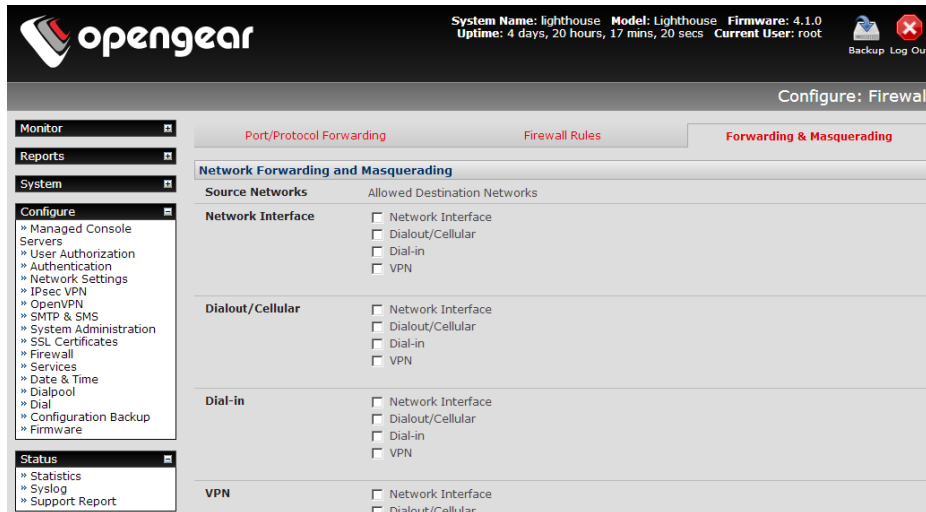 opengear
System Name: lighthouse Model: Lighthouse Firmware: 4.1.0
Uptime: 4 days, 20 hours, 17 mins, 20 secs Current User: root
Backup Log Ou
Configure: Firewal
Monitor
Reports
System
Configure
» Managed Console
Servers
» User Authorization
» Authentication
» Network Settings
» IPsec VPN
» OpenVPN
» SMTP & SMS
» System Administration
» SSL Certificates
» Firewall
» Services
» Date & Time
» Dialpool
» Dial
» Configuration Backup
» Firmware
Status
» Statistics
» Syslog
» Support Report
Port/Protocol Forwarding Firewall Rules Forwarding & Masquerading
Network Forwarding and Masquerading
Source Networks Allowed Destination Networks
Network Interface Network Interface
Dialout/Cellular
Dial-in
VPN
Dialout/Cellular Network Interface
Dialout/Cellular
Dial-in
VPN
Dial-in Network Interface
Dialout/Cellular
Dial-in
VPN
VPN Network Interface
Dialout/Cellular